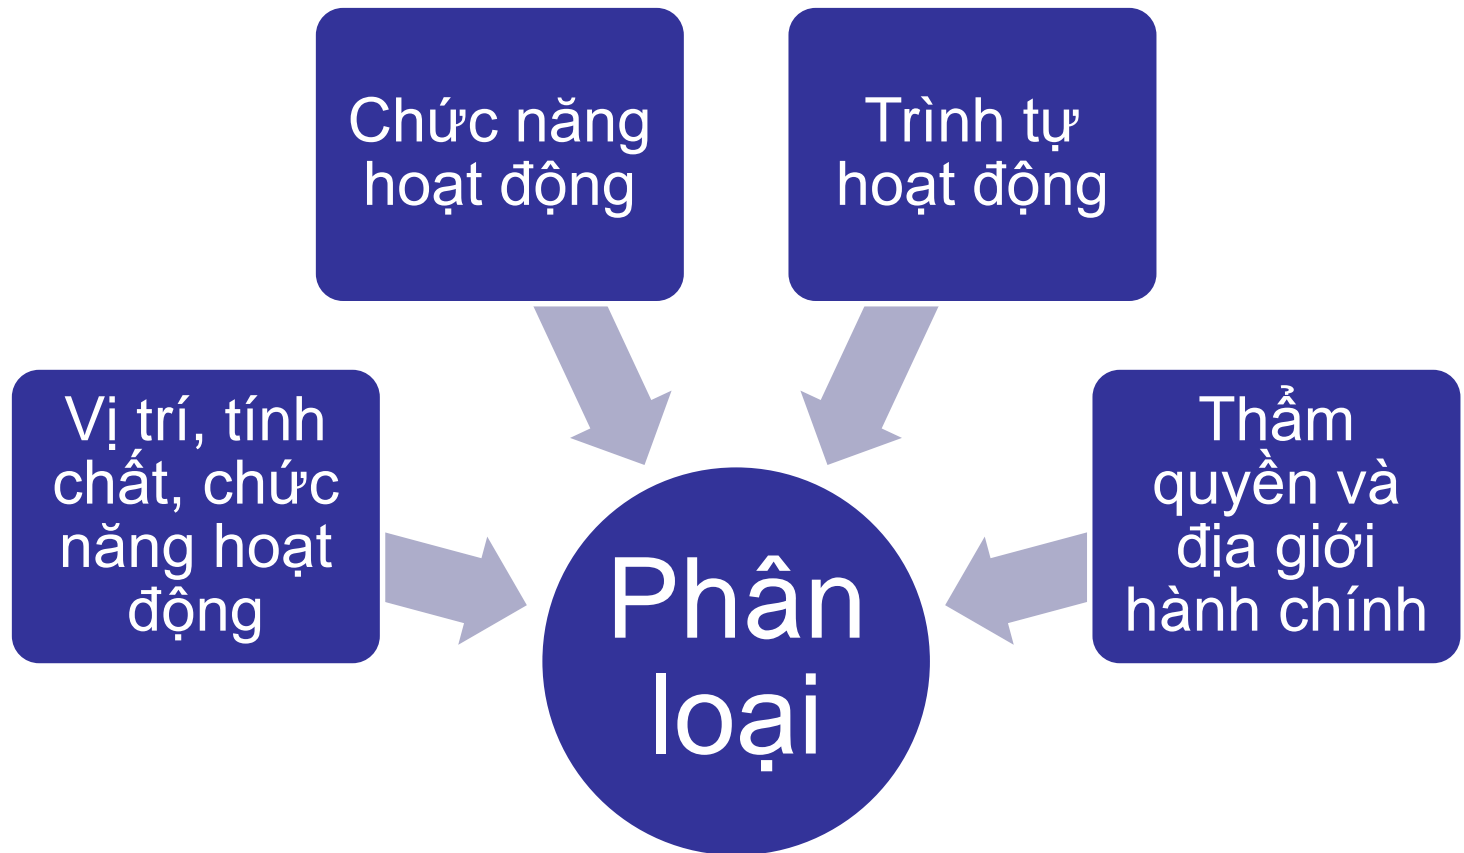 Chức năng
hoạt động
Trình tự
hoạt động
Vị trí, tính
chất, chức
năng hoạt
động
Thẩm
quyền và
địa giới
hành chính
Phân
loại